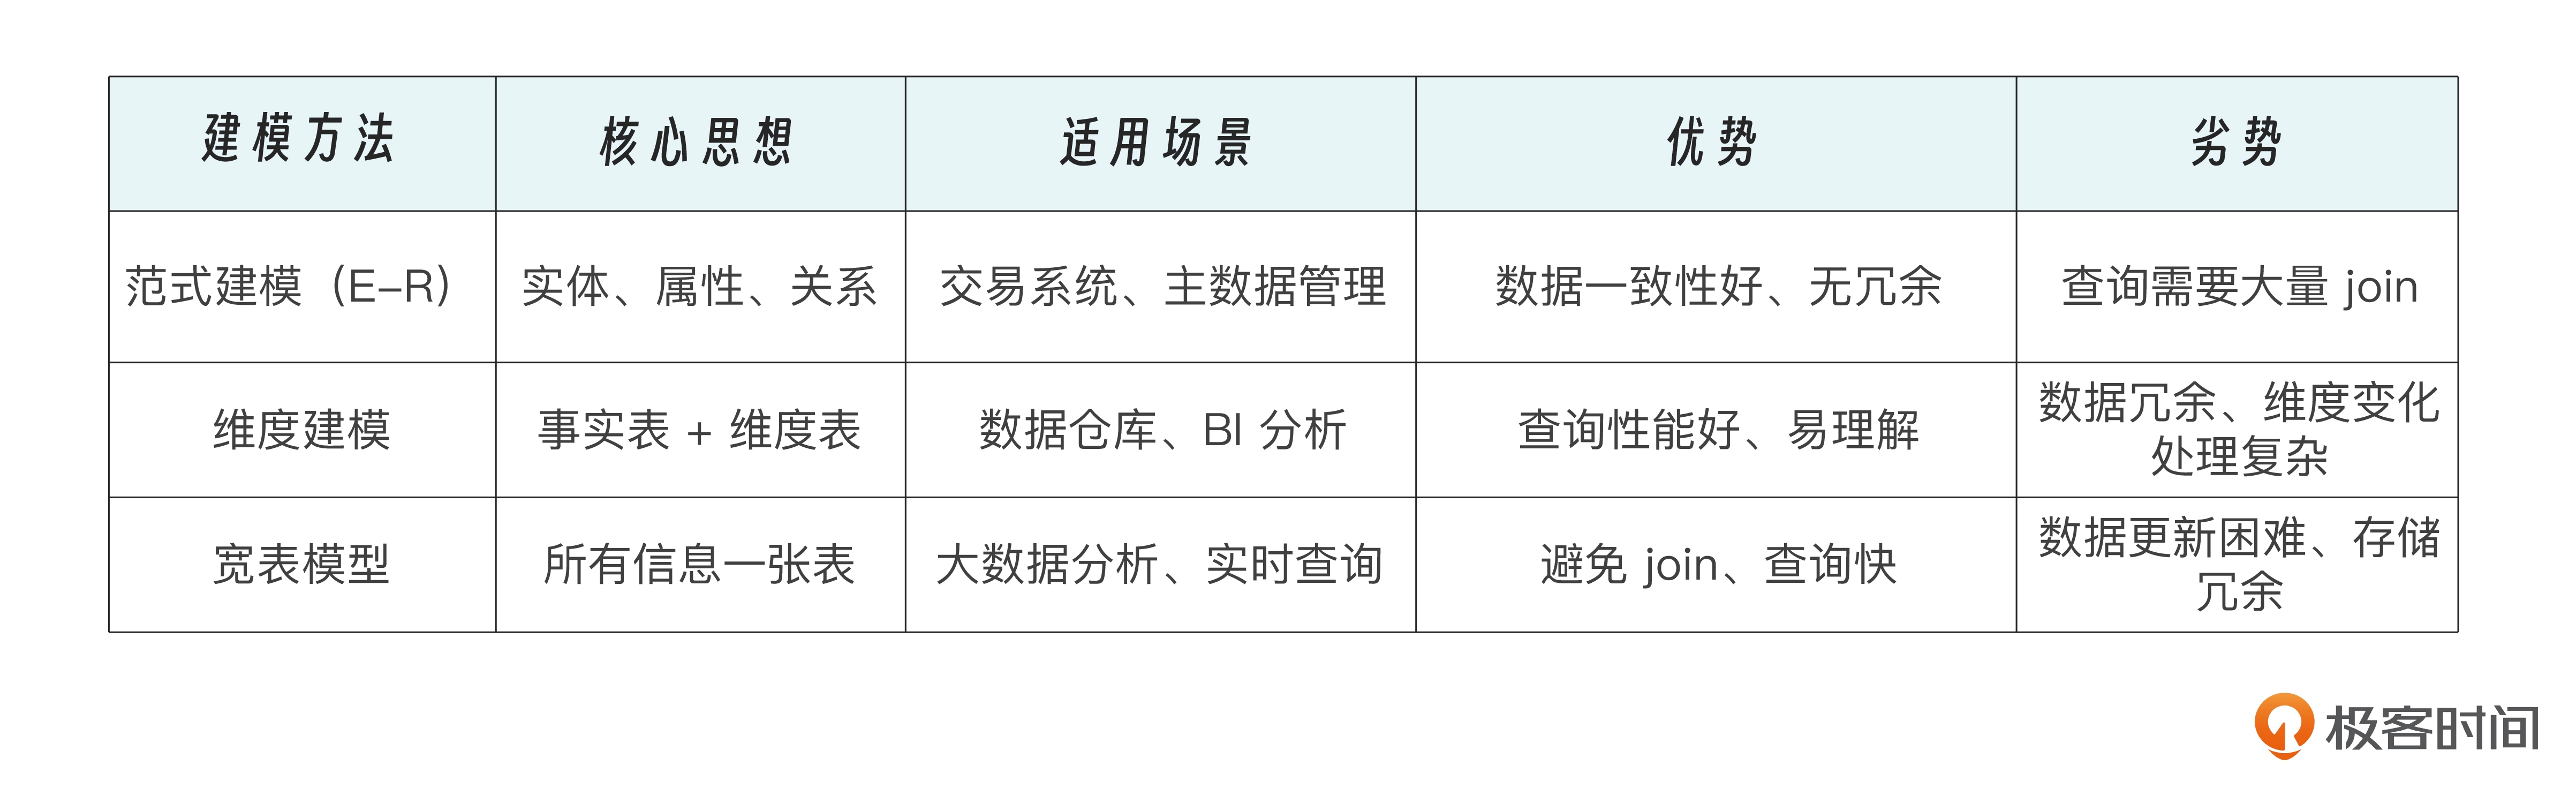 建模方法 核心思想 适用场景 优势 劣势
范式建模（E-R） 实体、属性、关系 交易系统、主数据管理 数据一致性好、无冗余 查询需要大量 join
维度建模 事实表 + 维度表 数据仓库、BI 分析 查询性能好、易理解 数据冗余、维度变化
处理复杂
宽表模型 所有信息一张表 大数据分析、实时查询 避免 join、查询快 数据更新困难、存储
冗余
极客时间